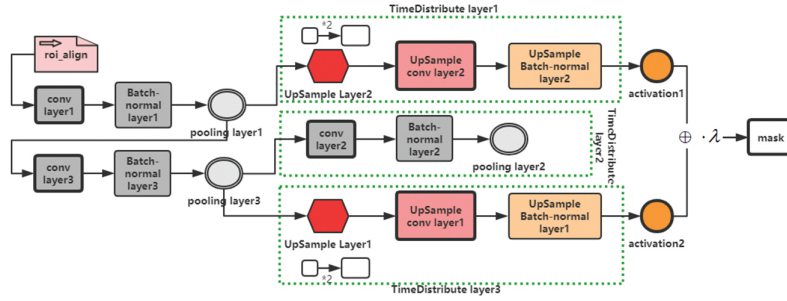 TimeDistribute layer1
*2
roi_align
UpSample
conv layer2
UpSample
Batch-normal
layer2
conv
layer1
Batch-
normal
layer1
UpSample Layer2
activation1
pooling layer1
TimeDistribute
layer2
conv
layer2
Batch-
normal
layer2
pooling layer2
⊕ · λ
mask
conv
layer3
Batch-
normal
layer3
pooling layer3
UpSample
conv layer1
UpSample
Batch-normal
layer1
UpSample Layer1
activation2
*2
TimeDistribute layer3